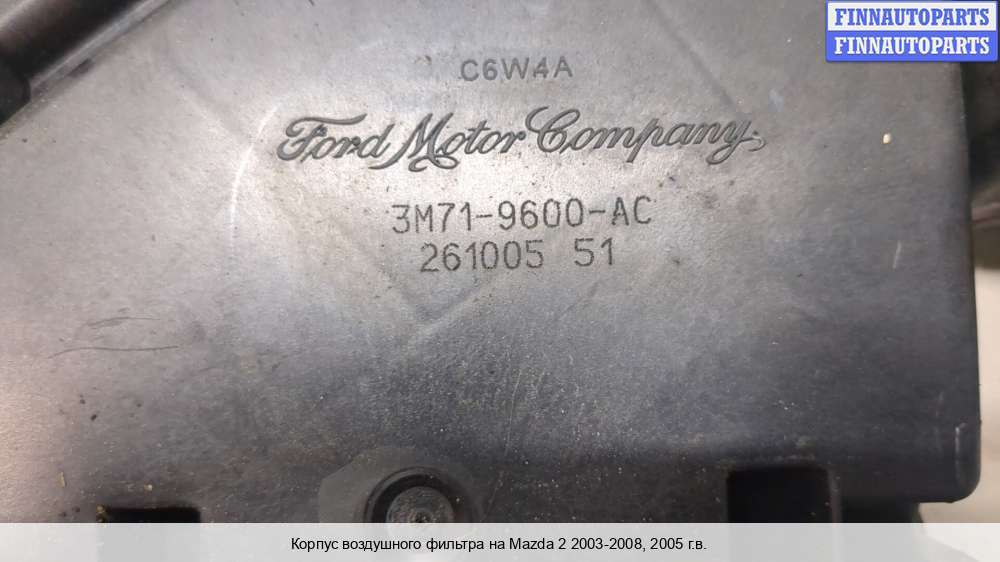 FINNAUTOPARTS
FINNAUTOPARTS
C6W4A
Ford Motor Company
3M71-9600-AC
261005 51
Корпус воздушного фильтра на Mazda 2 2003-2008, 2005 г.в.